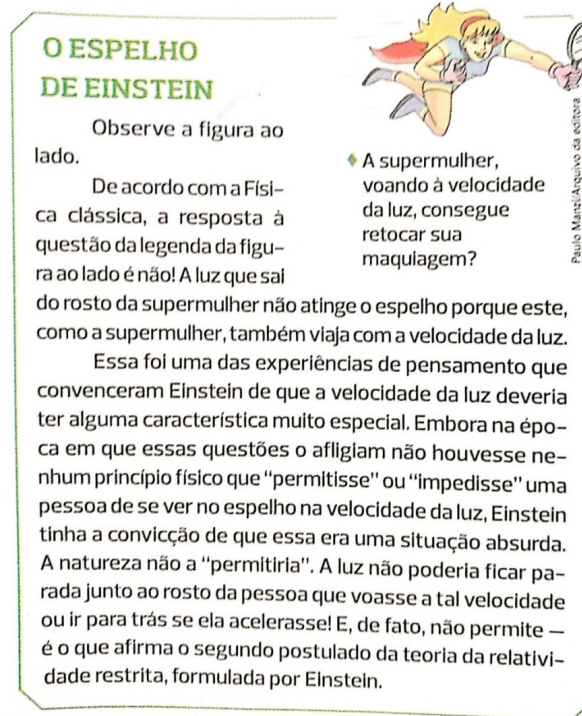 O ESPELHO
DE EINSTEIN
Observe a figura ao
lado.
De acordo com a Físi-
ca clássica, a resposta à
questão da legenda da figu-
ra ao lado é não! A luz que sai
do rosto da supermulher não atinge o espelho porque este,
como a supermulher, também viaja com a velocidade da luz.
Essa foi uma das experiências de pensamento que
convenceram Einstein de que a velocidade da luz deveria
ter alguma característica muito especial. Embora na épo-
ca em que essas questões o afligiam não houvesse ne-
nhum princípio físico que “permitisse” ou “impedisse” uma
pessoa de se ver no espelho na velocidade da luz, Einstein
tinha a convicção de que essa era uma situação absurda.
A natureza não a “permitiria”. A luz não poderia ficar pa-
rada junto ao rosto da pessoa que voasse a tal velocidade
ou ir para trás se ela acelerasse! E, de fato, não permite —
é o que afirma o segundo postulado da teoria da relativi-
dade restrita, formulada por Einstein.
A supermulher,
voando à velocidade
da luz, consegue
retocar sua
maquiagem?
Paulo Manzi/Arquivo da editora